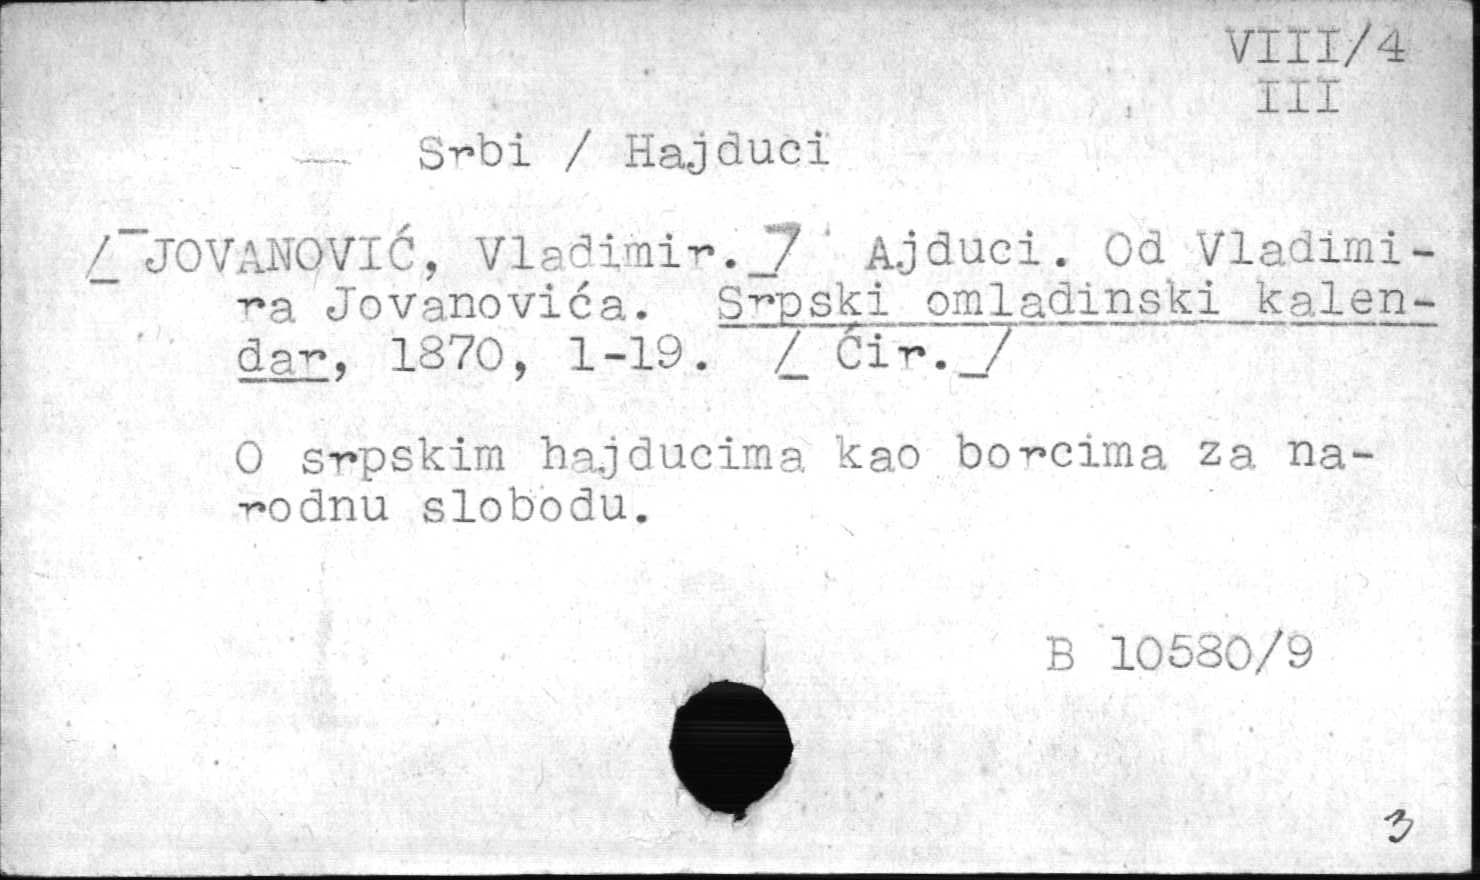 VIII/4
III
Srbi / Hajduci
/ JOVANOVIĆ, Vladimir. / Ajduci. Od Vladimi-
ra Jovanovića. Srpski omladinski kalen-
dar, 1870, 1-19. / Ćir. /
O srpskim hajducima kao borcima za na-
rodnu slobodu.
B 10580/9
3